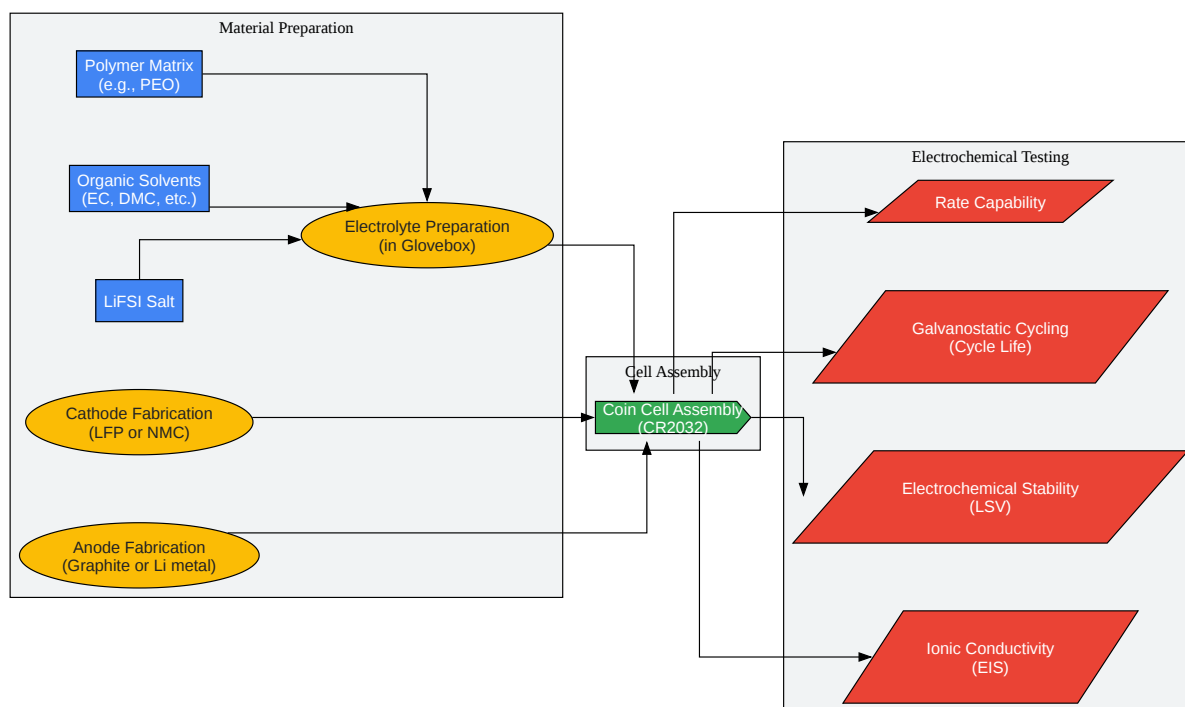 Material Preparation
Polymer Matrix
(e.g., PEO)
Organic Solvents
(EC, DMC, etc.)
Electrolyte Preparation
(in Glovebox)
LiFSI Salt
Cathode Fabrication
(LFP or NMC)
Anode Fabrication
(Graphite or Li metal)
Cell Assembly
Coin Cell Assembly
(CR2032)
Electrochemical Testing
Rate Capability
Galvanostatic Cycling
(Cycle Life)
Electrochemical Stability
(LSV)
Ionic Conductivity
(EIS)